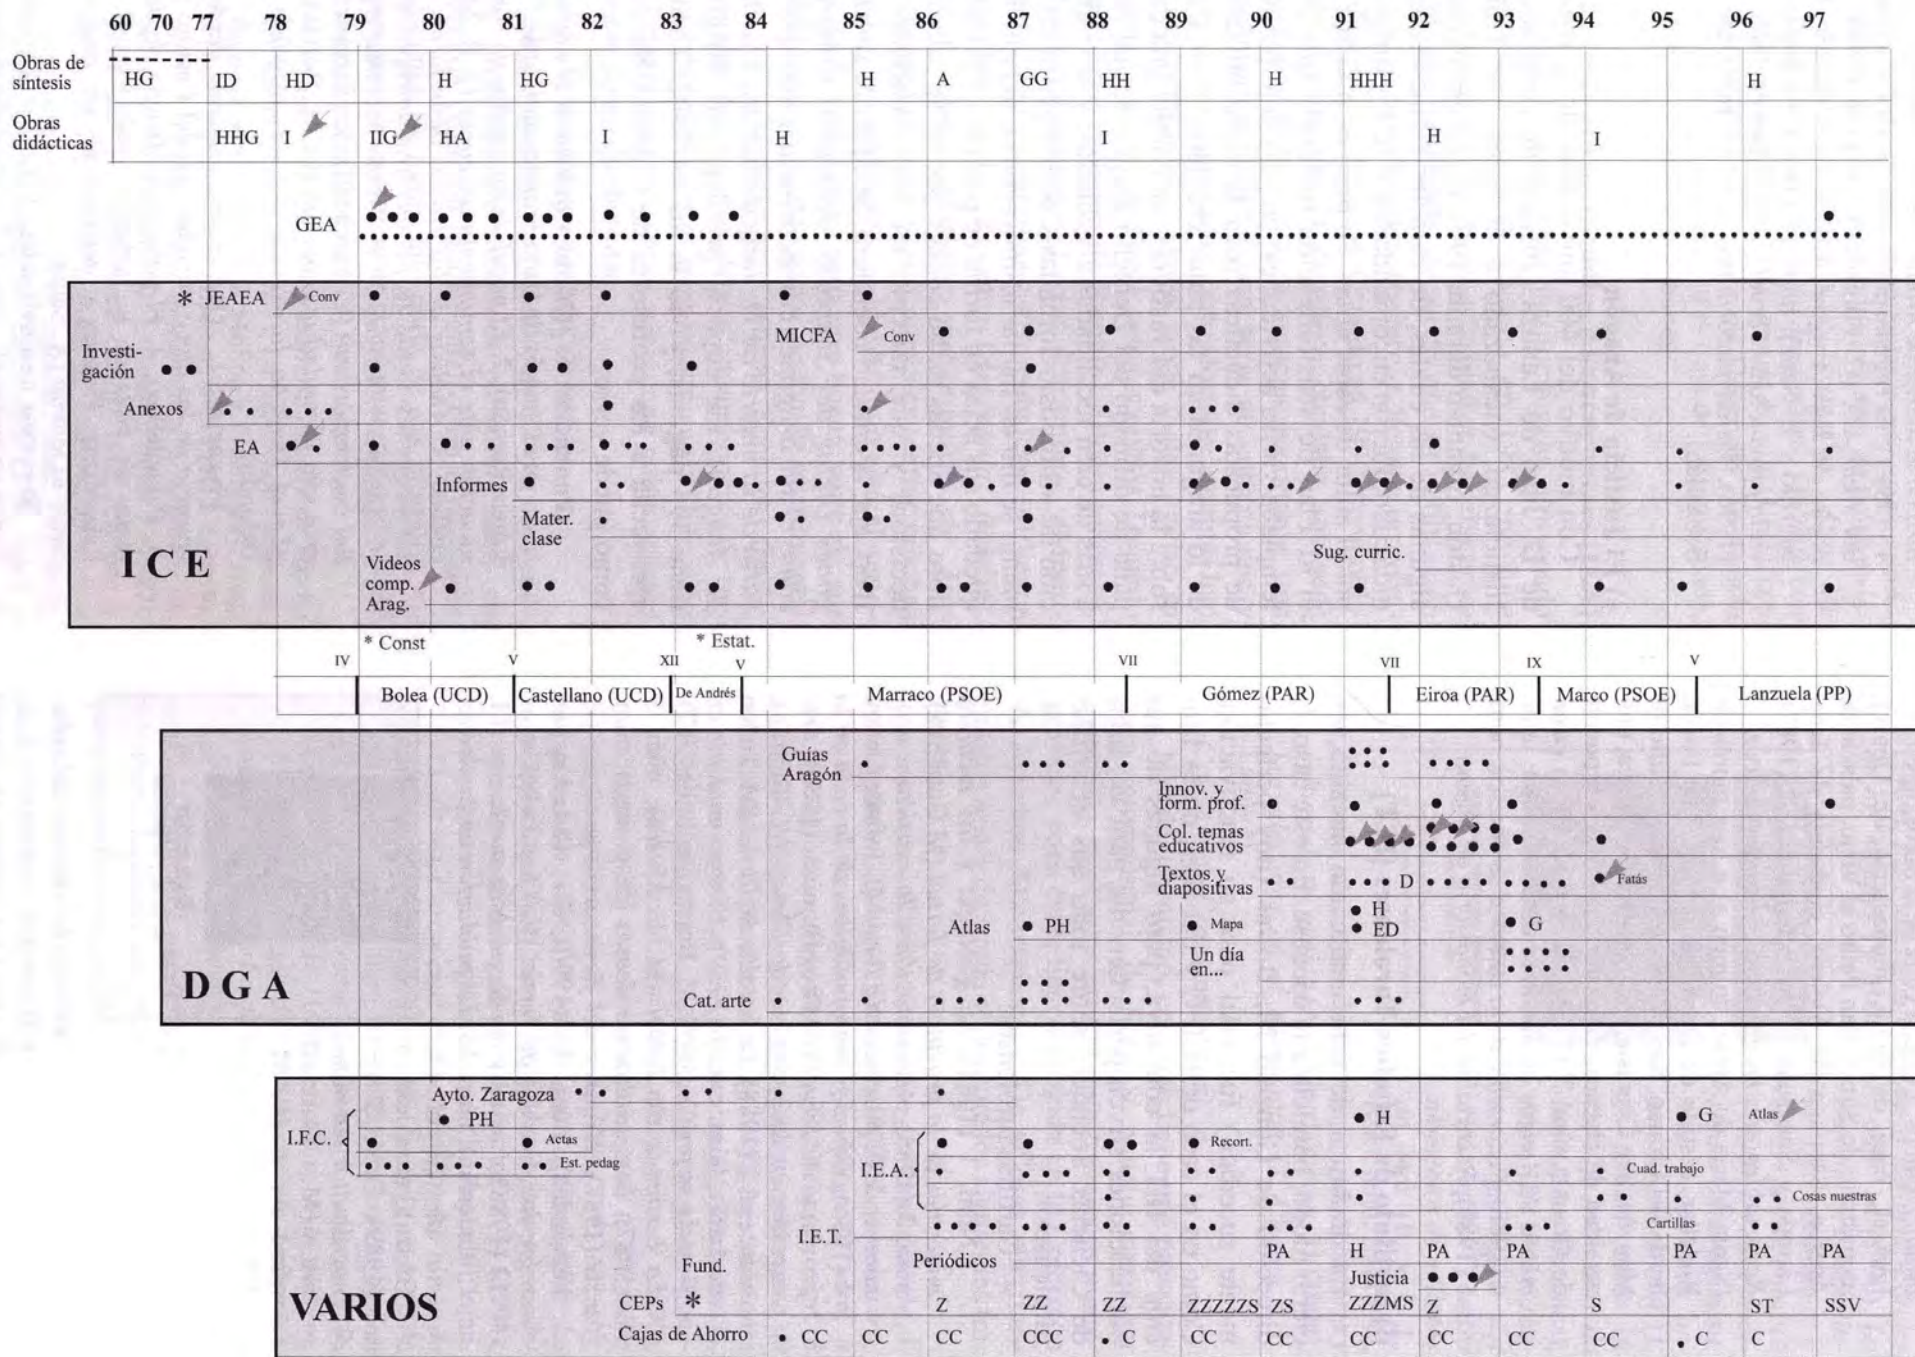 60 70 77 78 79 80 81 82 83 84 85 86 87 88 89 90 91 92 93 94 95 96 97
Obras de
síntesis
HG ID HD H HG H A GG HH H HHH H
Obras
didácticas
HHG I IIG HA I H I H I
GEA
* JEAEA Conv
MICFA Conv
Investi-
gación
Anexos
EA
Informes
Mater.
clase
Sug. curric.
ICE
Videos
comp.
Arag.
* Const * Estat.
IV V XII V VII VII IX V
Bolea (UCD) Castellano (UCD) De Andrés Marraco (PSOE) Gómez (PAR) Eiroa (PAR) Marco (PSOE) Lanzuela (PP)
Guías
Aragón
Innov. y
form. prof.
Col. temas
educativos
Textos y
diapositivas
D Fatás
H
Atlas PH Mapa ED G
Un día
en...
DGA
Cat. arte
Ayto. Zaragoza
I.F.C. PH H G Atlas
Actas I.E.A. Recort.
Est. pedag Cuad. trabajo
Cosas nuestras
I.E.T. Cartillas
Periódicos PA H PA PA PA PA PA
Fund.
Justicia
VARIOS
CEPs * Z ZZ ZZ ZZZZZS ZS ZZZMS Z S ST SSV
Cajas de Ahorro CC CC CC CCC C CC CC CC CC CC CC C C